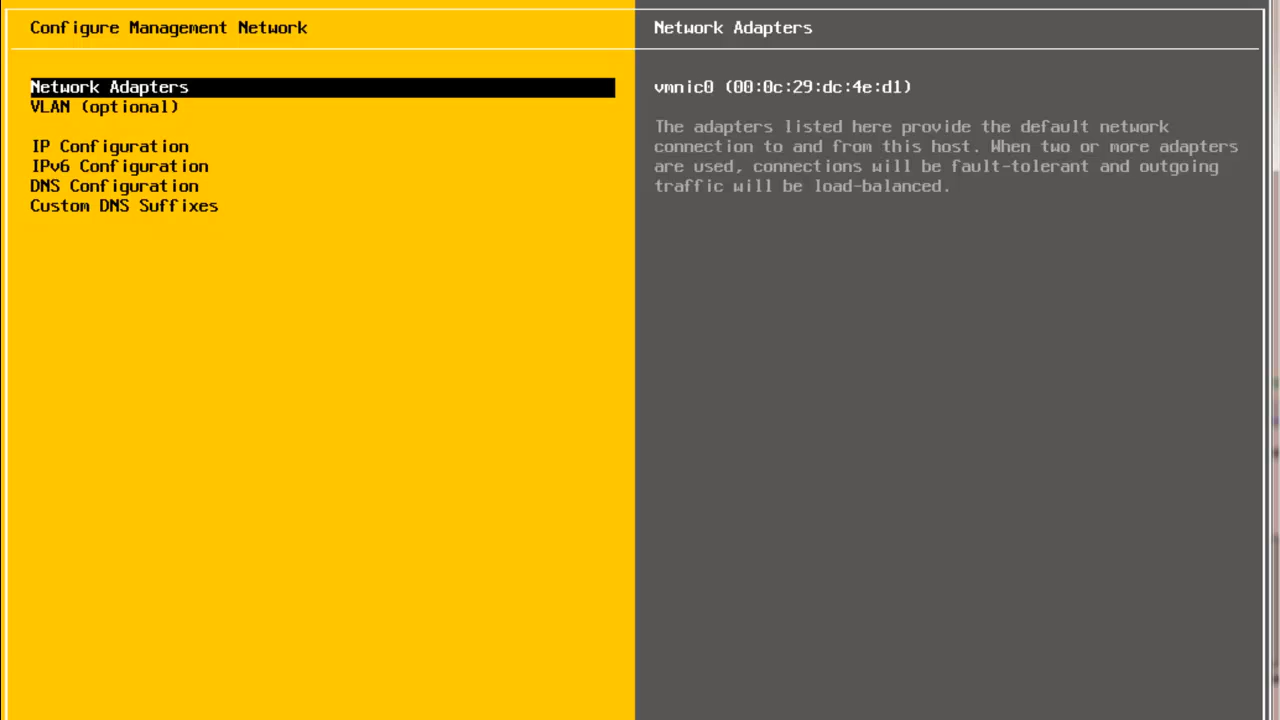 Configure Management Network
Network Adapters
VLAN (optional)
IP Configuration
IPv6 Configuration
DNS Configuration
Custom DNS Suffixes
Network Adapters
vmnic0 (00:0c:29:dc:4e:d1)
The adapters listed here provide the default network
connection to and from this host. When two or more adapters
are used, connections will be fault-tolerant and outgoing
traffic will be load-balanced.